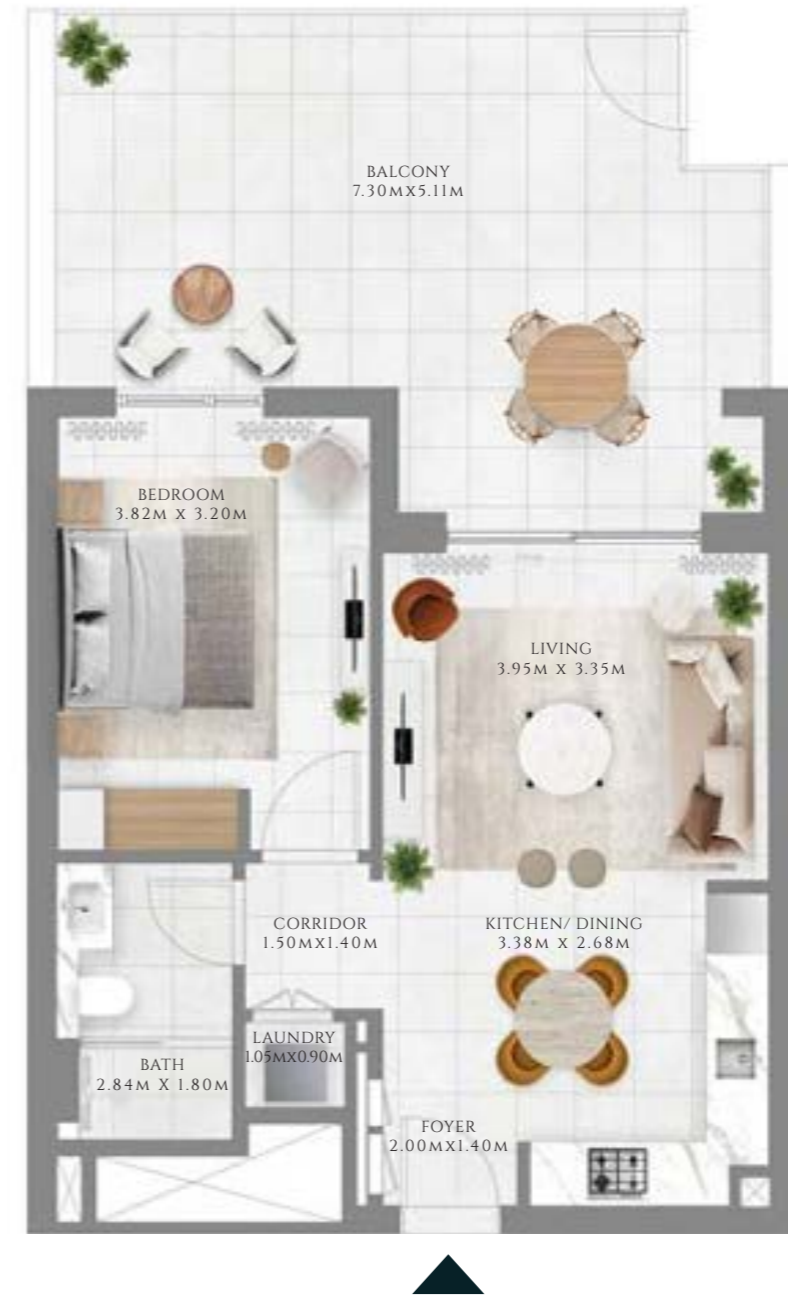 BALCONY
7.30MX5.11M
BEDROOM
3.82M X 3.20M
LIVING
3.95M X 3.35M
CORRIDOR
1.50MX1.40M
KITCHEN/ DINING
3.38M X 2.68M
LAUNDRY
1.05MX0.90M
BATH
2.84M X 1.80M
FOYER
2.00MX1.40M